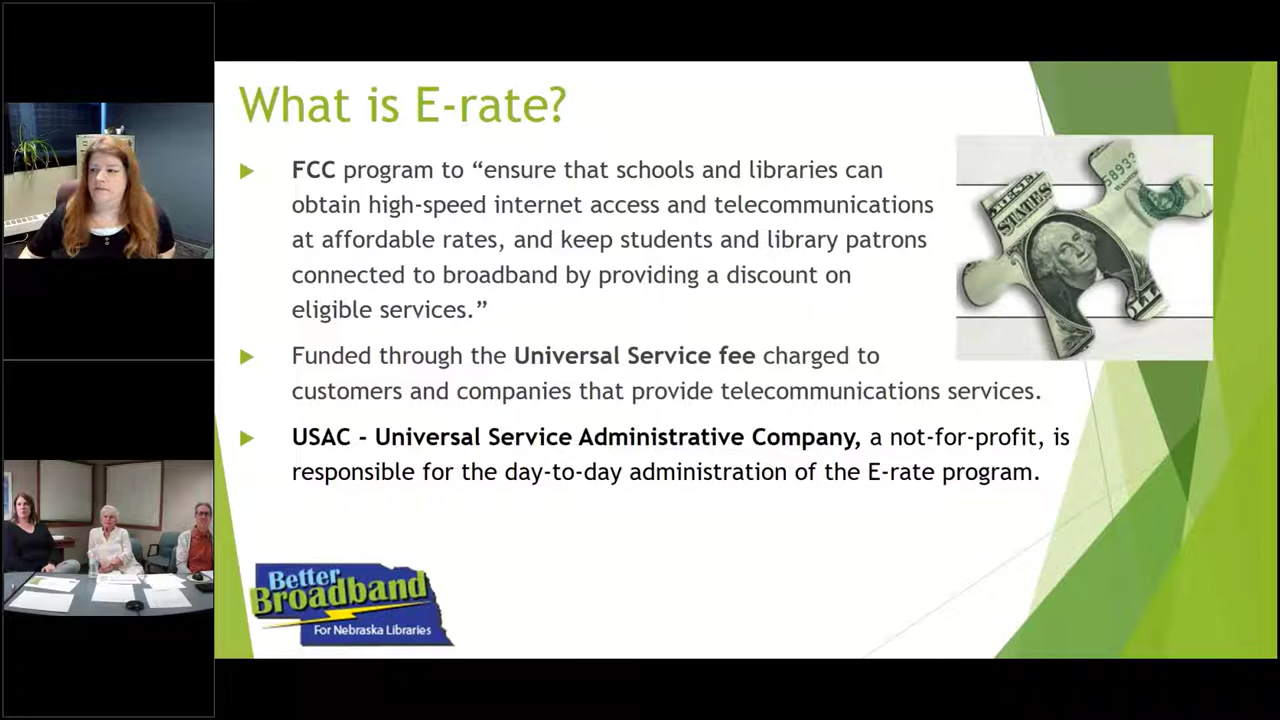 What is E-rate?
FCC program to “ensure that schools and libraries can
obtain high-speed internet access and telecommunications
at affordable rates, and keep students and library patrons
connected to broadband by providing a discount on
eligible services.”
Funded through the Universal Service fee charged to
customers and companies that provide telecommunications services.
USAC - Universal Service Administrative Company, a not-for-profit, is
responsible for the day-to-day administration of the E-rate program.
STATES
Better
Broadband
For Nebraska Libraries